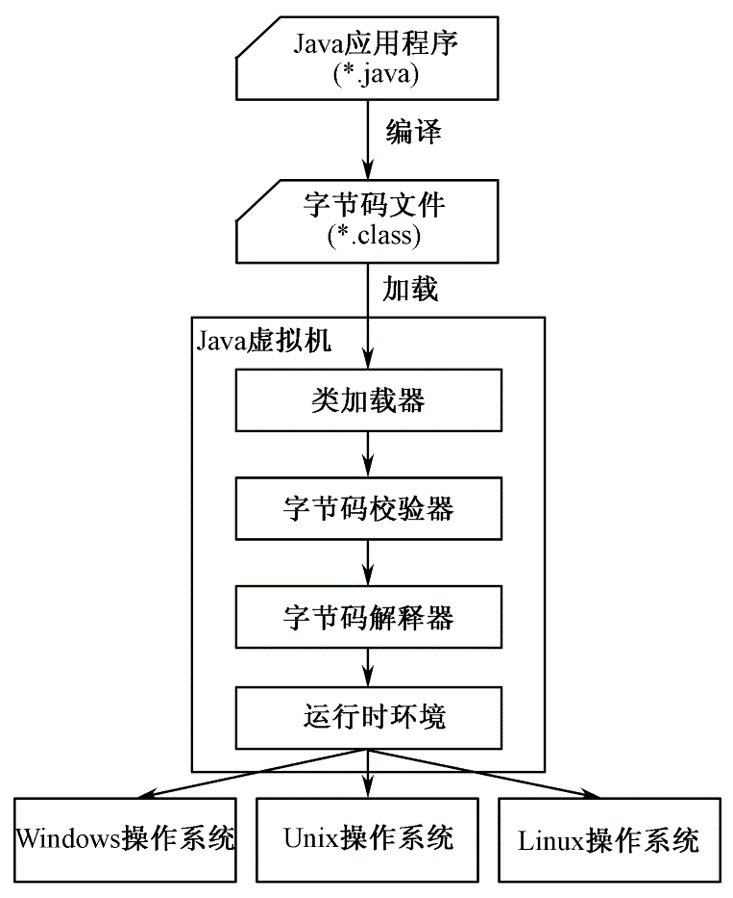 Java应用程序
(*.java)
编译
字节码文件
(*.class)
加载
Java虚拟机
类加载器
字节码校验器
字节码解释器
运行时环境
Windows操作系统
Unix操作系统
Linux操作系统